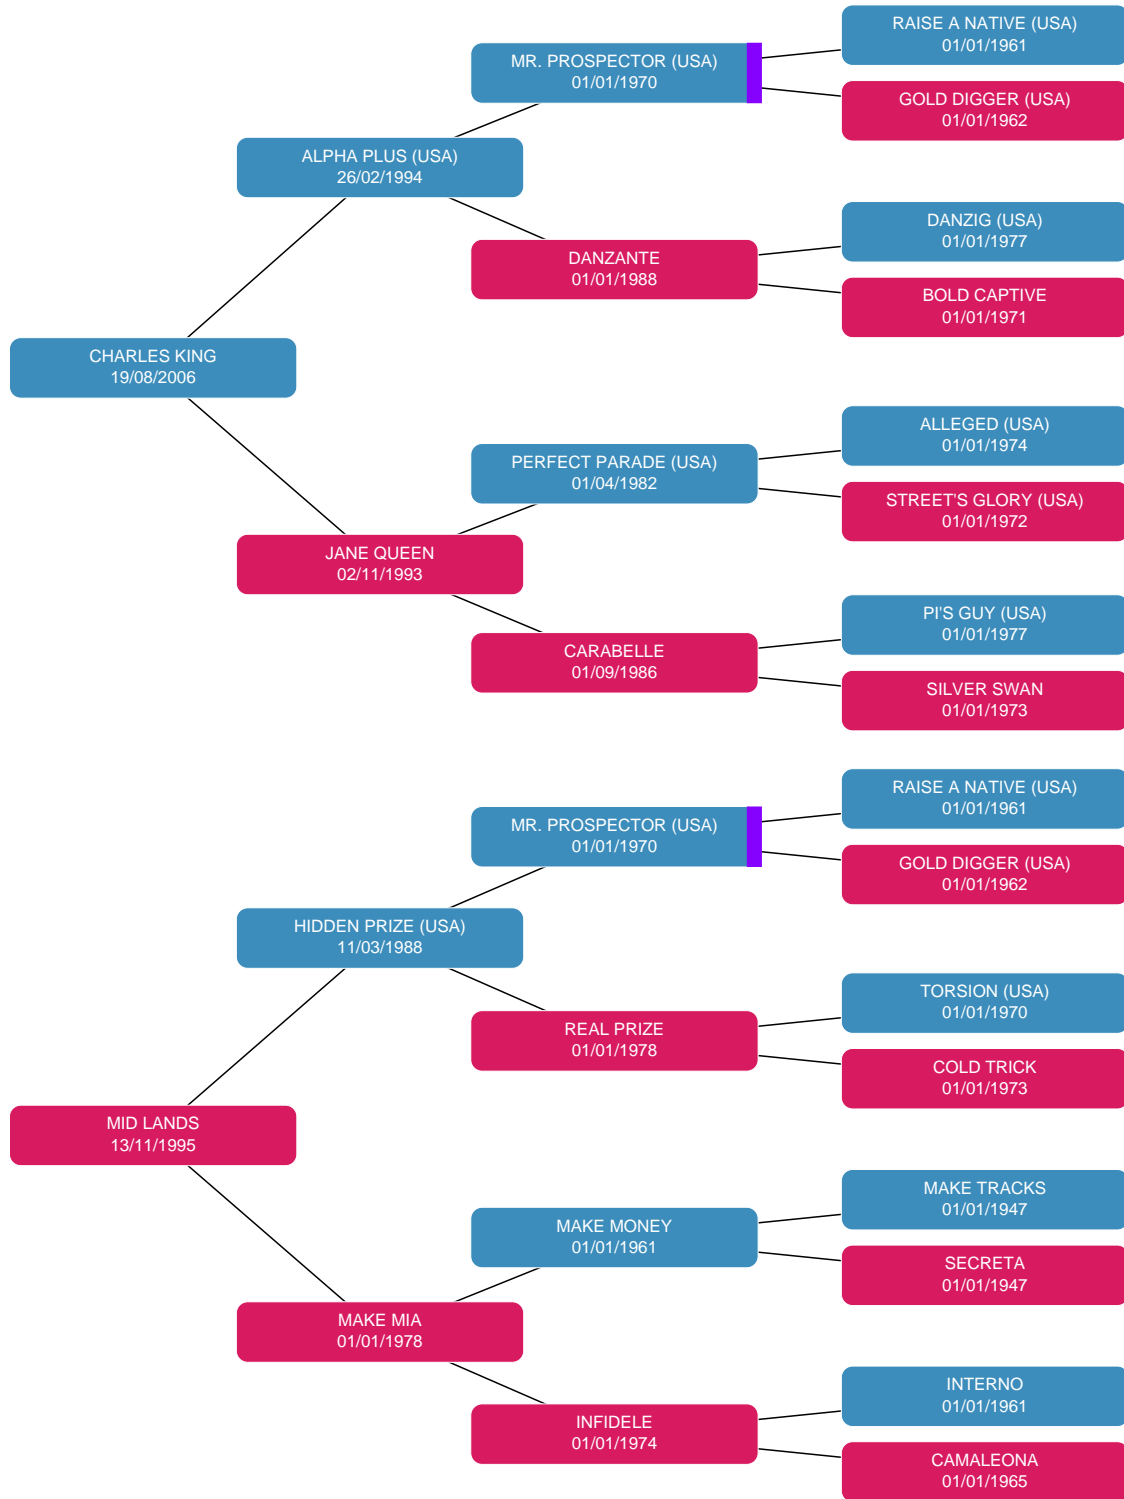 RAISE A NATIVE (USA)
01/01/1961
MR. PROSPECTOR (USA)
01/01/1970
GOLD DIGGER (USA)
01/01/1962
ALPHA PLUS (USA)
26/02/1994
DANZIG (USA)
01/01/1977
DANZANTE
01/01/1988
BOLD CAPTIVE
01/01/1971
CHARLES KING
19/08/2006
ALLEGED (USA)
01/01/1974
PERFECT PARADE (USA)
01/04/1982
STREET'S GLORY (USA)
01/01/1972
JANE QUEEN
02/11/1993
PI'S GUY (USA)
01/01/1977
CARABELLE
01/09/1986
SILVER SWAN
01/01/1973
RAISE A NATIVE (USA)
01/01/1961
MR. PROSPECTOR (USA)
01/01/1970
GOLD DIGGER (USA)
01/01/1962
HIDDEN PRIZE (USA)
11/03/1988
TORSION (USA)
01/01/1970
REAL PRIZE
01/01/1978
COLD TRICK
01/01/1973
MID LANDS
13/11/1995
MAKE TRACKS
01/01/1947
MAKE MONEY
01/01/1961
SECRETA
01/01/1947
MAKE MIA
01/01/1978
INTERNO
01/01/1961
INFIDELE
01/01/1974
CAMALEONA
01/01/1965